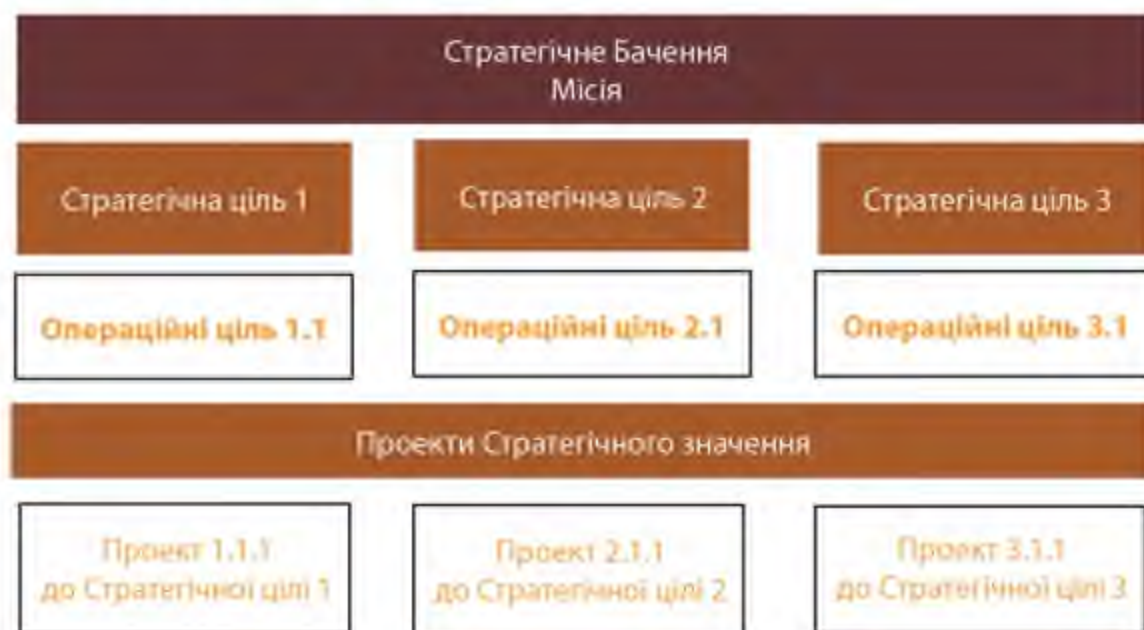 Стратегічне Бачення
Місія
Стратегічна ціль 1
Стратегічна ціль 2
Стратегічна ціль 3
Операційні ціль 1.1
Операційні ціль 2.1
Операційні ціль 3.1
Проекти Стратегічного значення
Проект 1.1.1
до Стратегічної цілі 1
Проект 2.1.1
до Стратегічної цілі 2
Проект 3.1.1
до Стратегічної цілі 3